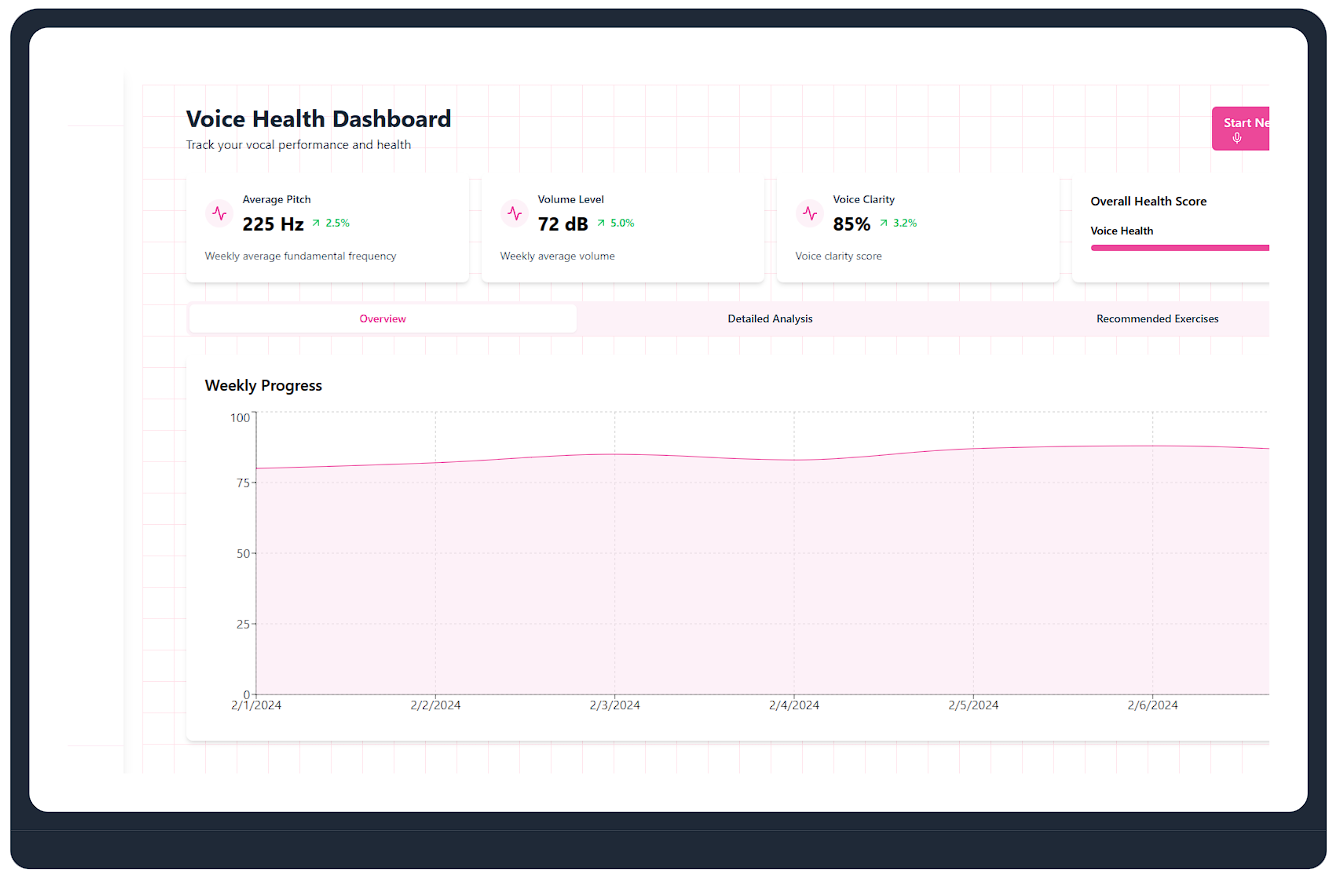 Voice Health Dashboard
Track your vocal performance and health
Start Ne
Average Pitch
225 Hz 2.5%
Weekly average fundamental frequency
Volume Level
72 dB 5.0%
Weekly average volume
Voice Clarity
85% 3.2%
Voice clarity score
Overall Health Score
Voice Health
Overview
Detailed Analysis
Recommended Exercises
Weekly Progress
100
75
50
25
0
2/1/2024
2/2/2024
2/3/2024
2/4/2024
2/5/2024
2/6/2024